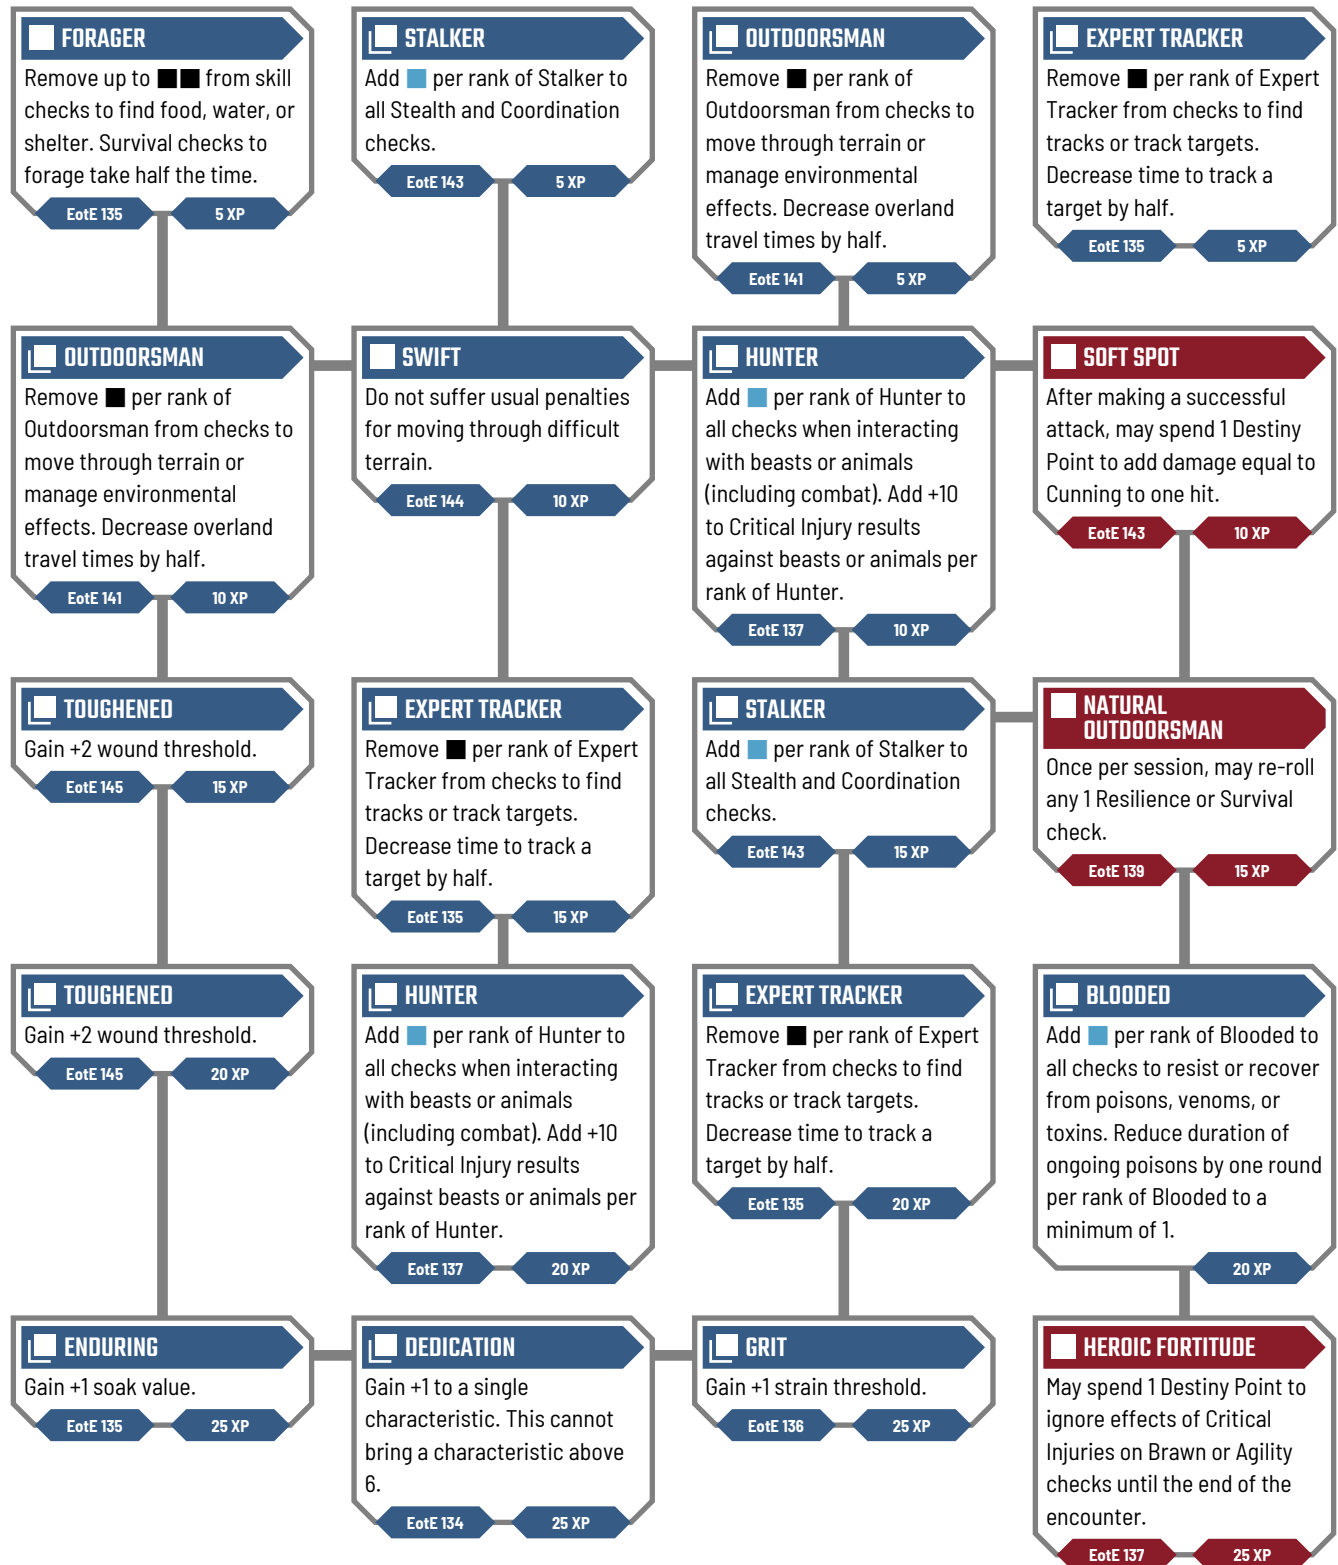 FORAGER
Remove up to from skill
checks to find food, water, or
shelter. Survival checks to
forage take half the time.
EotE 135
5 XP
STALKER
Add per rank of Stalker to
all Stealth and Coordination
checks.
EotE 143
5 XP
OUTDOORSMAN
Remove per rank of
Outdoorsman from checks to
move through terrain or
manage environmental
effects. Decrease overland
travel times by half.
EotE 141
5 XP
EXPERT TRACKER
Remove per rank of Expert
Tracker from checks to find
tracks or track targets.
Decrease time to track a
target by half.
EotE 135
5 XP
OUTDOORSMAN
Remove per rank of
Outdoorsman from checks to
move through terrain or
manage environmental
effects. Decrease overland
travel times by half.
EotE 141
10 XP
SWIFT
Do not suffer usual penalties
for moving through difficult
terrain.
EotE 144
10 XP
HUNTER
Add per rank of Hunter to
all checks when interacting
with beasts or animals
(including combat). Add +10
to Critical Injury results
against beasts or animals per
rank of Hunter.
EotE 137
10 XP
SOFT SPOT
After making a successful
attack, may spend 1 Destiny
Point to add damage equal to
Cunning to one hit.
EotE 143
10 XP
TOUGHENED
Gain +2 wound threshold.
EotE 145
15 XP
EXPERT TRACKER
Remove per rank of Expert
Tracker from checks to find
tracks or track targets.
Decrease time to track a
target by half.
EotE 135
15 XP
STALKER
Add per rank of Stalker to
all Stealth and Coordination
checks.
EotE 143
15 XP
NATURAL
OUTDOORSMAN
Once per session, may re-roll
any 1 Resilience or Survival
check.
EotE 139
15 XP
TOUGHENED
Gain +2 wound threshold.
EotE 145
20 XP
HUNTER
Add per rank of Hunter to
all checks when interacting
with beasts or animals
(including combat). Add +10
to Critical Injury results
against beasts or animals per
rank of Hunter.
EotE 137
20 XP
EXPERT TRACKER
Remove per rank of Expert
Tracker from checks to find
tracks or track targets.
Decrease time to track a
target by half.
EotE 135
20 XP
BLOODED
Add per rank of Blooded to
all checks to resist or recover
from poisons, venoms, or
toxins. Reduce duration of
ongoing poisons by one round
per rank of Blooded to a
minimum of 1.
20 XP
ENDURING
Gain +1 soak value.
EotE 135
25 XP
DEDICATION
Gain +1 to a single
characteristic. This cannot
bring a characteristic above
6.
EotE 134
25 XP
GRIT
Gain +1 strain threshold.
EotE 136
25 XP
HEROIC FORTITUDE
May spend 1 Destiny Point to
ignore effects of Critical
Injuries on Brawn or Agility
checks until the end of the
encounter.
EotE 137
25 XP